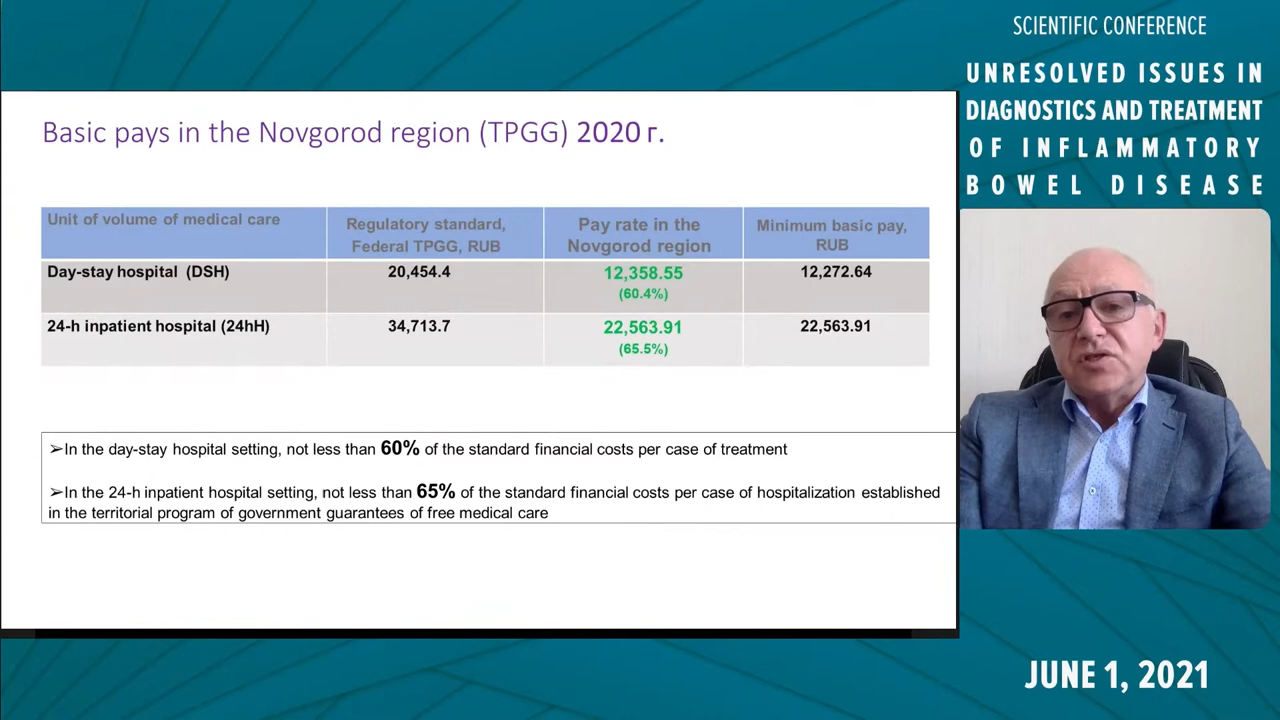 SCIENTIFIC CONFERENCE
UNRESOLVED ISSUES IN
DIAGNOSTICS AND TREATMENT
OF INFLAMMATORY
BOWEL DISEASE
Basic pays in the Novgorod region (TPGG) 2020 г.
Unit of volume of medical care
Regulatory standard,
Federal TPGG, RUB
Pay rate in the
Novgorod region
Minimum basic pay,
RUB
Day-stay hospital (DSH)
20,454.4
12,358.55
(60.4%)
12,272.64
24-h inpatient hospital (24hH)
34,713.7
22,563.91
(65.5%)
22,563.91
➢In the day-stay hospital setting, not less than 60% of the standard financial costs per case of treatment
➢In the 24-h inpatient hospital setting, not less than 65% of the standard financial costs per case of hospitalization established
in the territorial program of government guarantees of free medical care
JUNE 1, 2021